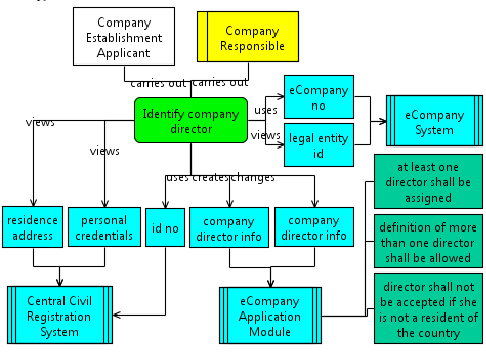 Company
Establishment
Applicant
Company
Responsible
carries out
carries out
Identify company
director
uses
views
eCompany
no
legal entity
id
eCompany
System
views
views
uses creates changes
at least one
director shall be
assigned
residence
address
personal
credentials
id no
company
director info
company
director info
definition of more
than one director
shall be allowed
Central Civil
Registration
System
eCompany
Application
Module
director shall not
be accepted if she
is not a resident of
the country